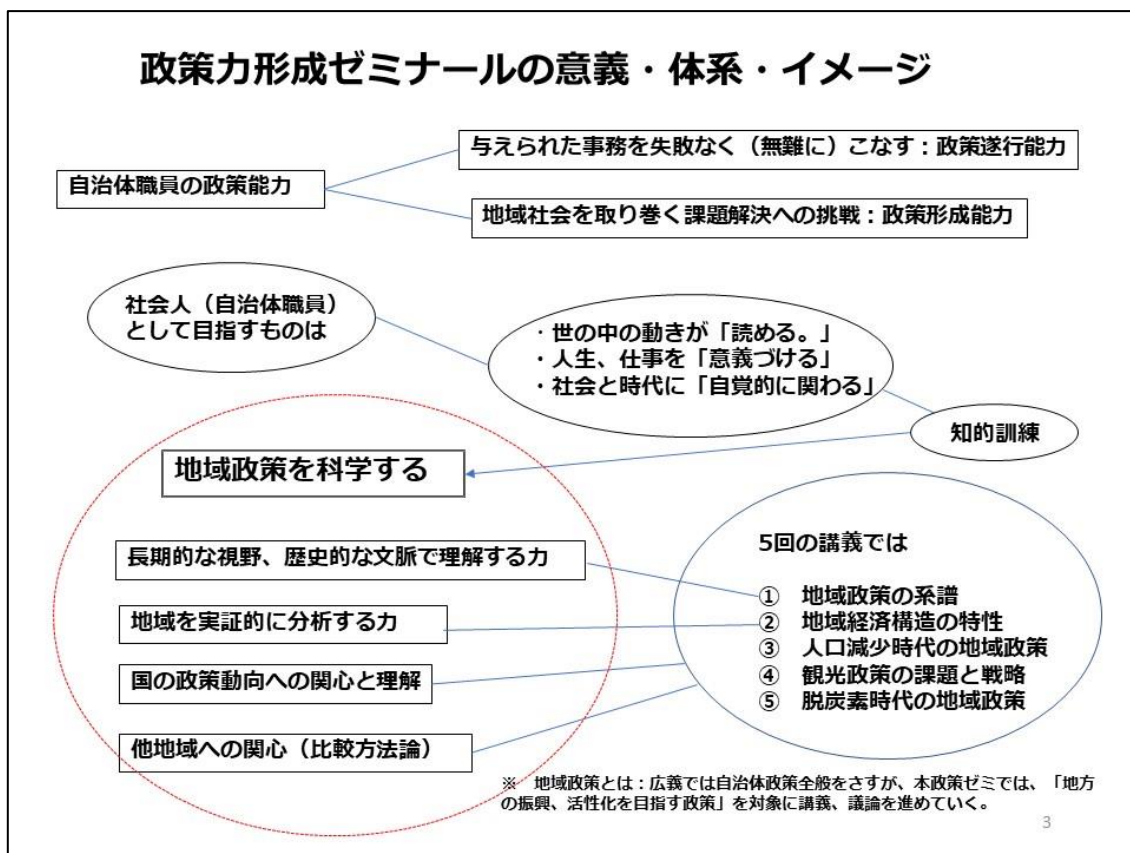 政策力形成ゼミナールの意義・体系・イメージ
与えられた事務を失敗なく（無難に）こなす：政策遂行能力
自治体職員の政策能力
地域社会を取り巻く課題解決への挑戦：政策形成能力
社会人（自治体職員）
として目指すものは
・世の中の動きが「読める。」
・人生、仕事を「意義づける」
・社会と時代に「自覚的に関わる」
知的訓練
地域政策を科学する
長期的な視野、歴史的な文脈で理解する力
地域を実証的に分析する力
国の政策動向への関心と理解
他地域への関心（比較方法論）
5回の講義では
① 地域政策の系譜
② 地域経済構造の特性
③ 人口減少時代の地域政策
④ 観光政策の課題と戦略
⑤ 脱炭素時代の地域政策
※ 地域政策とは：広義では自治体政策全般をさすが、本政策ゼミでは、「地方
の振興、活性化を目指す政策」を対象に講義、議論を進めていく。
3